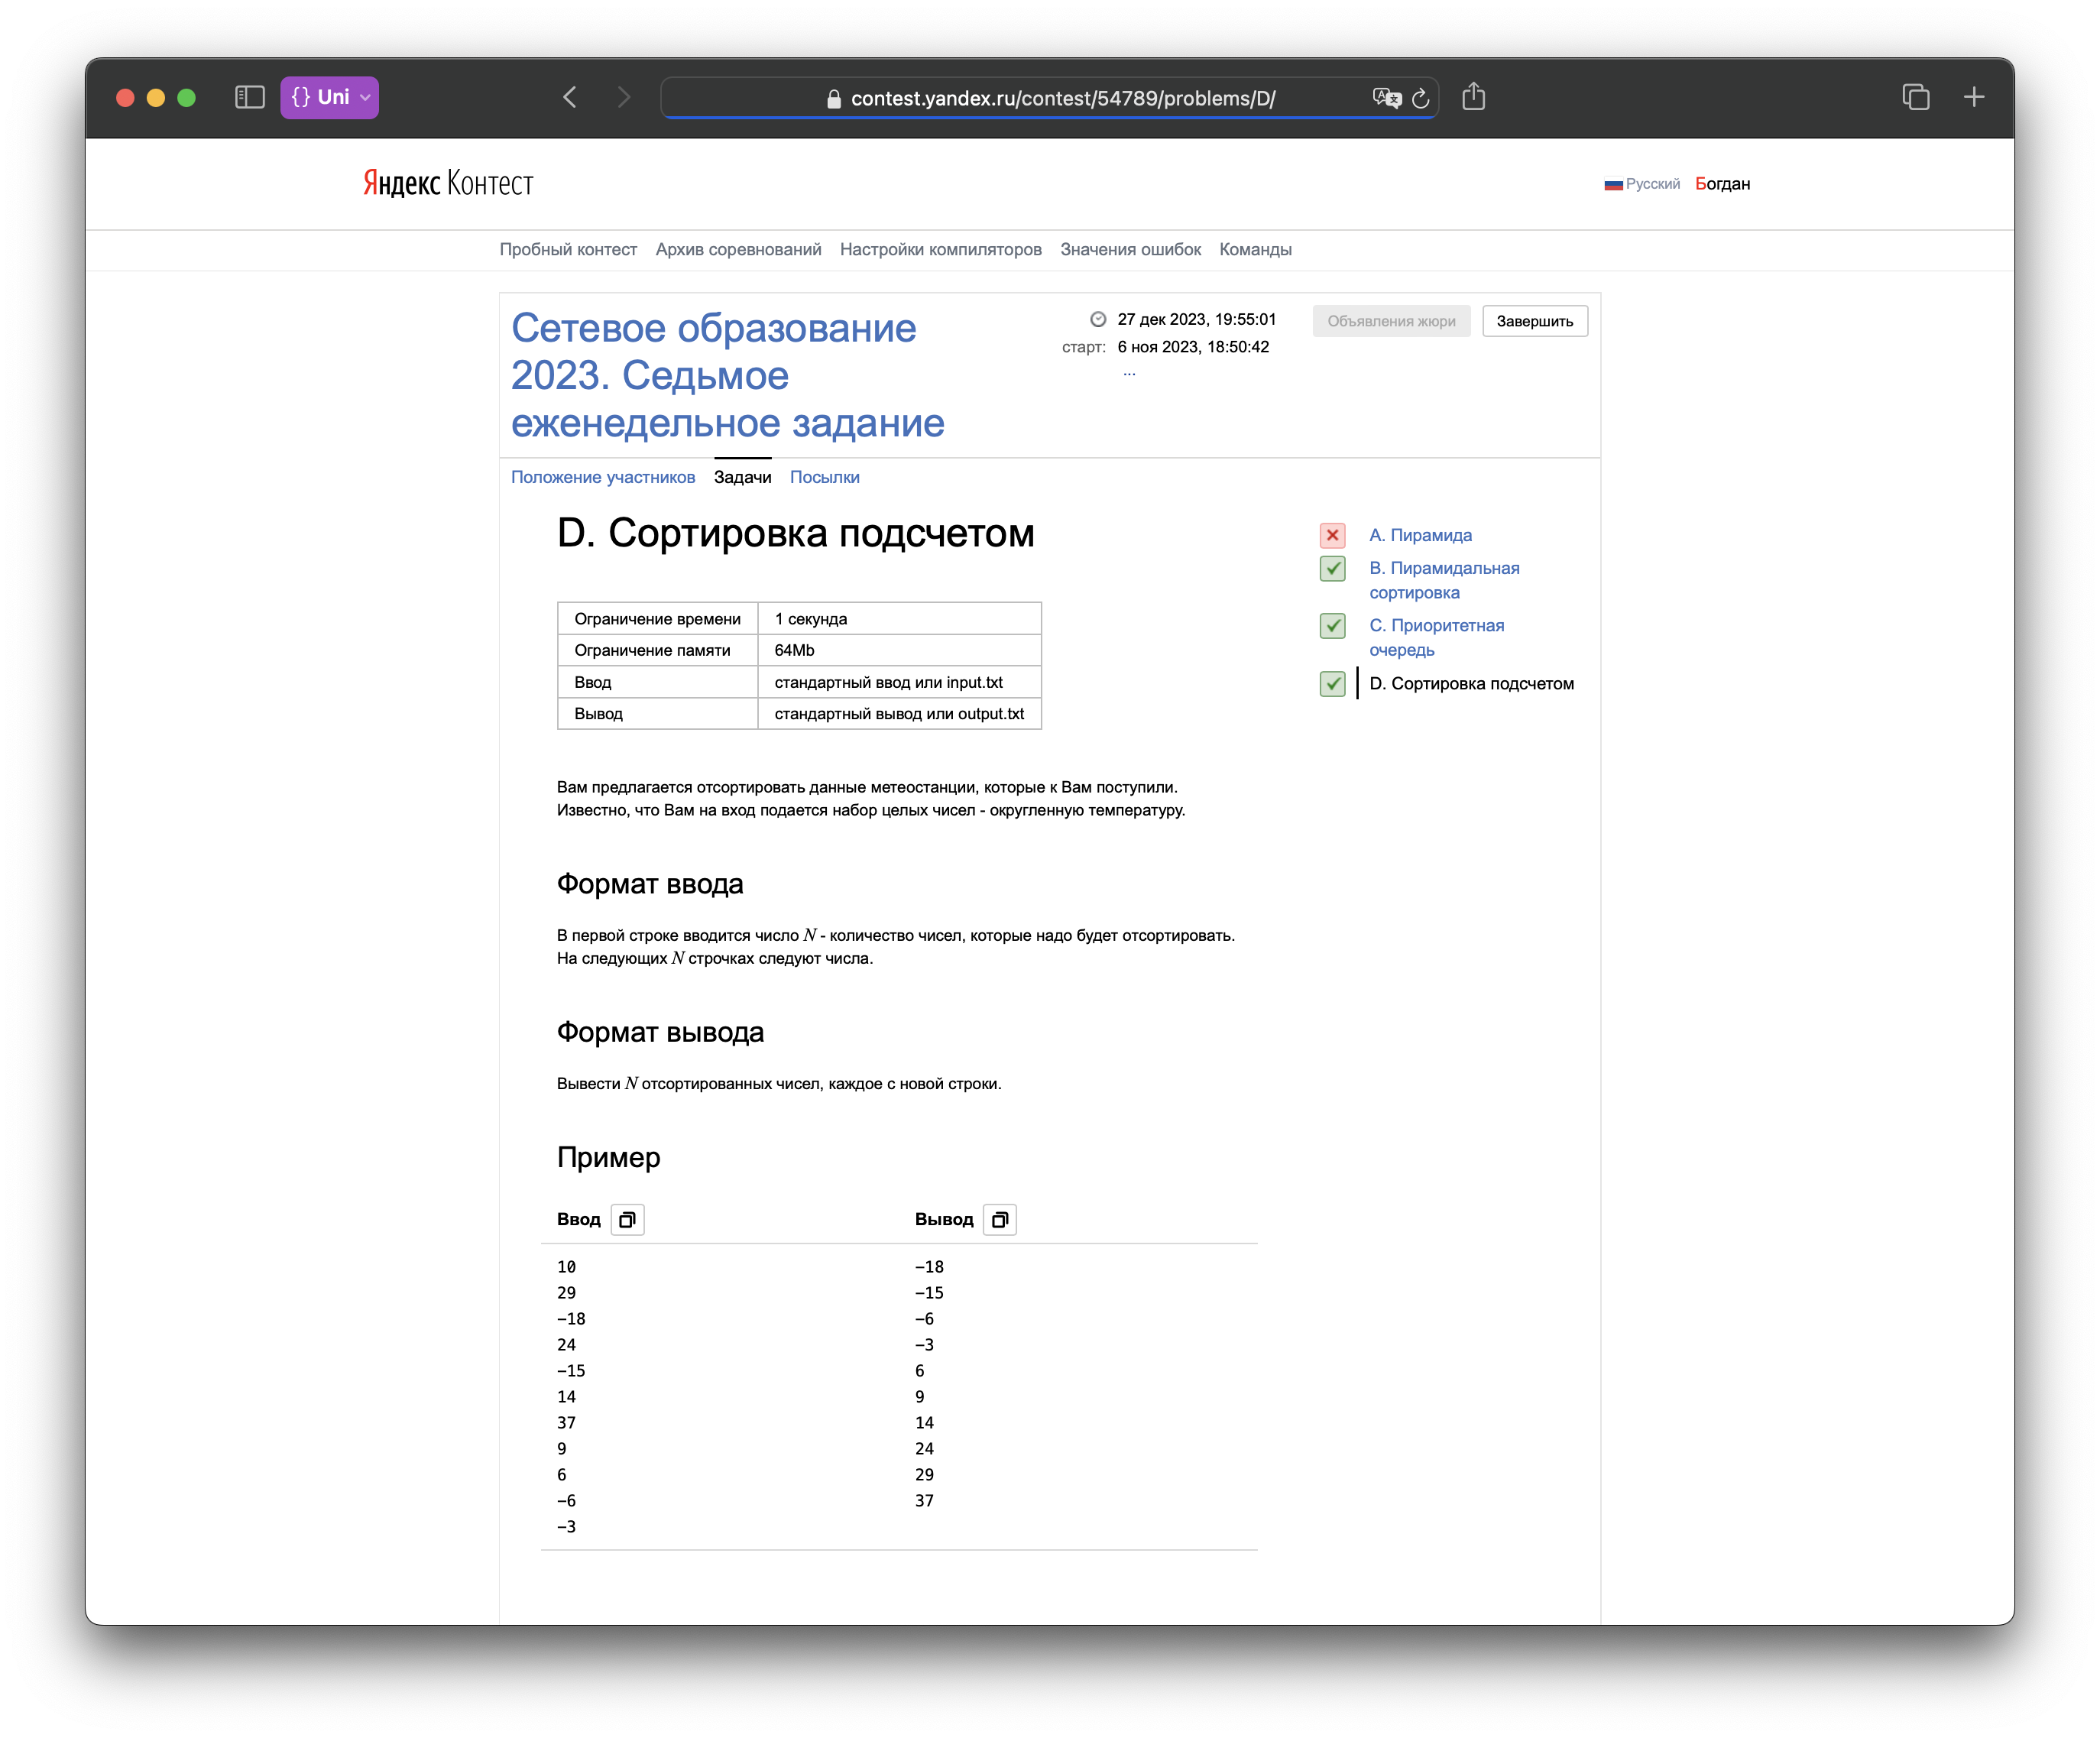 {} Uni
contest.yandex.ru/contest/54789/problems/D/
Яндекс Контест
Русский Богдан
Пробный контест Архив соревнований Настройки компиляторов Значения ошибок Команды
Сетевое образование
2023. Седьмое
еженедельное задание
27 дек 2023, 19:55:01
старт: 6 ноя 2023, 18:50:42
...
Объявления жюри Завершить
Положение участников Задачи Посылки
D. Сортировка подсчетом
Ограничение времени 1 секунда
Ограничение памяти 64Mb
Ввод стандартный ввод или input.txt
Вывод стандартный вывод или output.txt
A. Пирамида
B. Пирамидальная
сортировка
C. Приоритетная
очередь
D. Сортировка подсчетом
Вам предлагается отсортировать данные метеостанции, которые к Вам поступили.
Известно, что Вам на вход подается набор целых чисел - округленную температуру.
Формат ввода
В первой строке вводится число N - количество чисел, которые надо будет отсортировать.
На следующих N строчках следуют числа.
Формат вывода
Вывести N отсортированных чисел, каждое с новой строки.
Пример
Ввод
10
29
-18
24
-15
14
37
9
6
-6
-3
Вывод
-18
-15
-6
-3
6
9
14
24
29
37